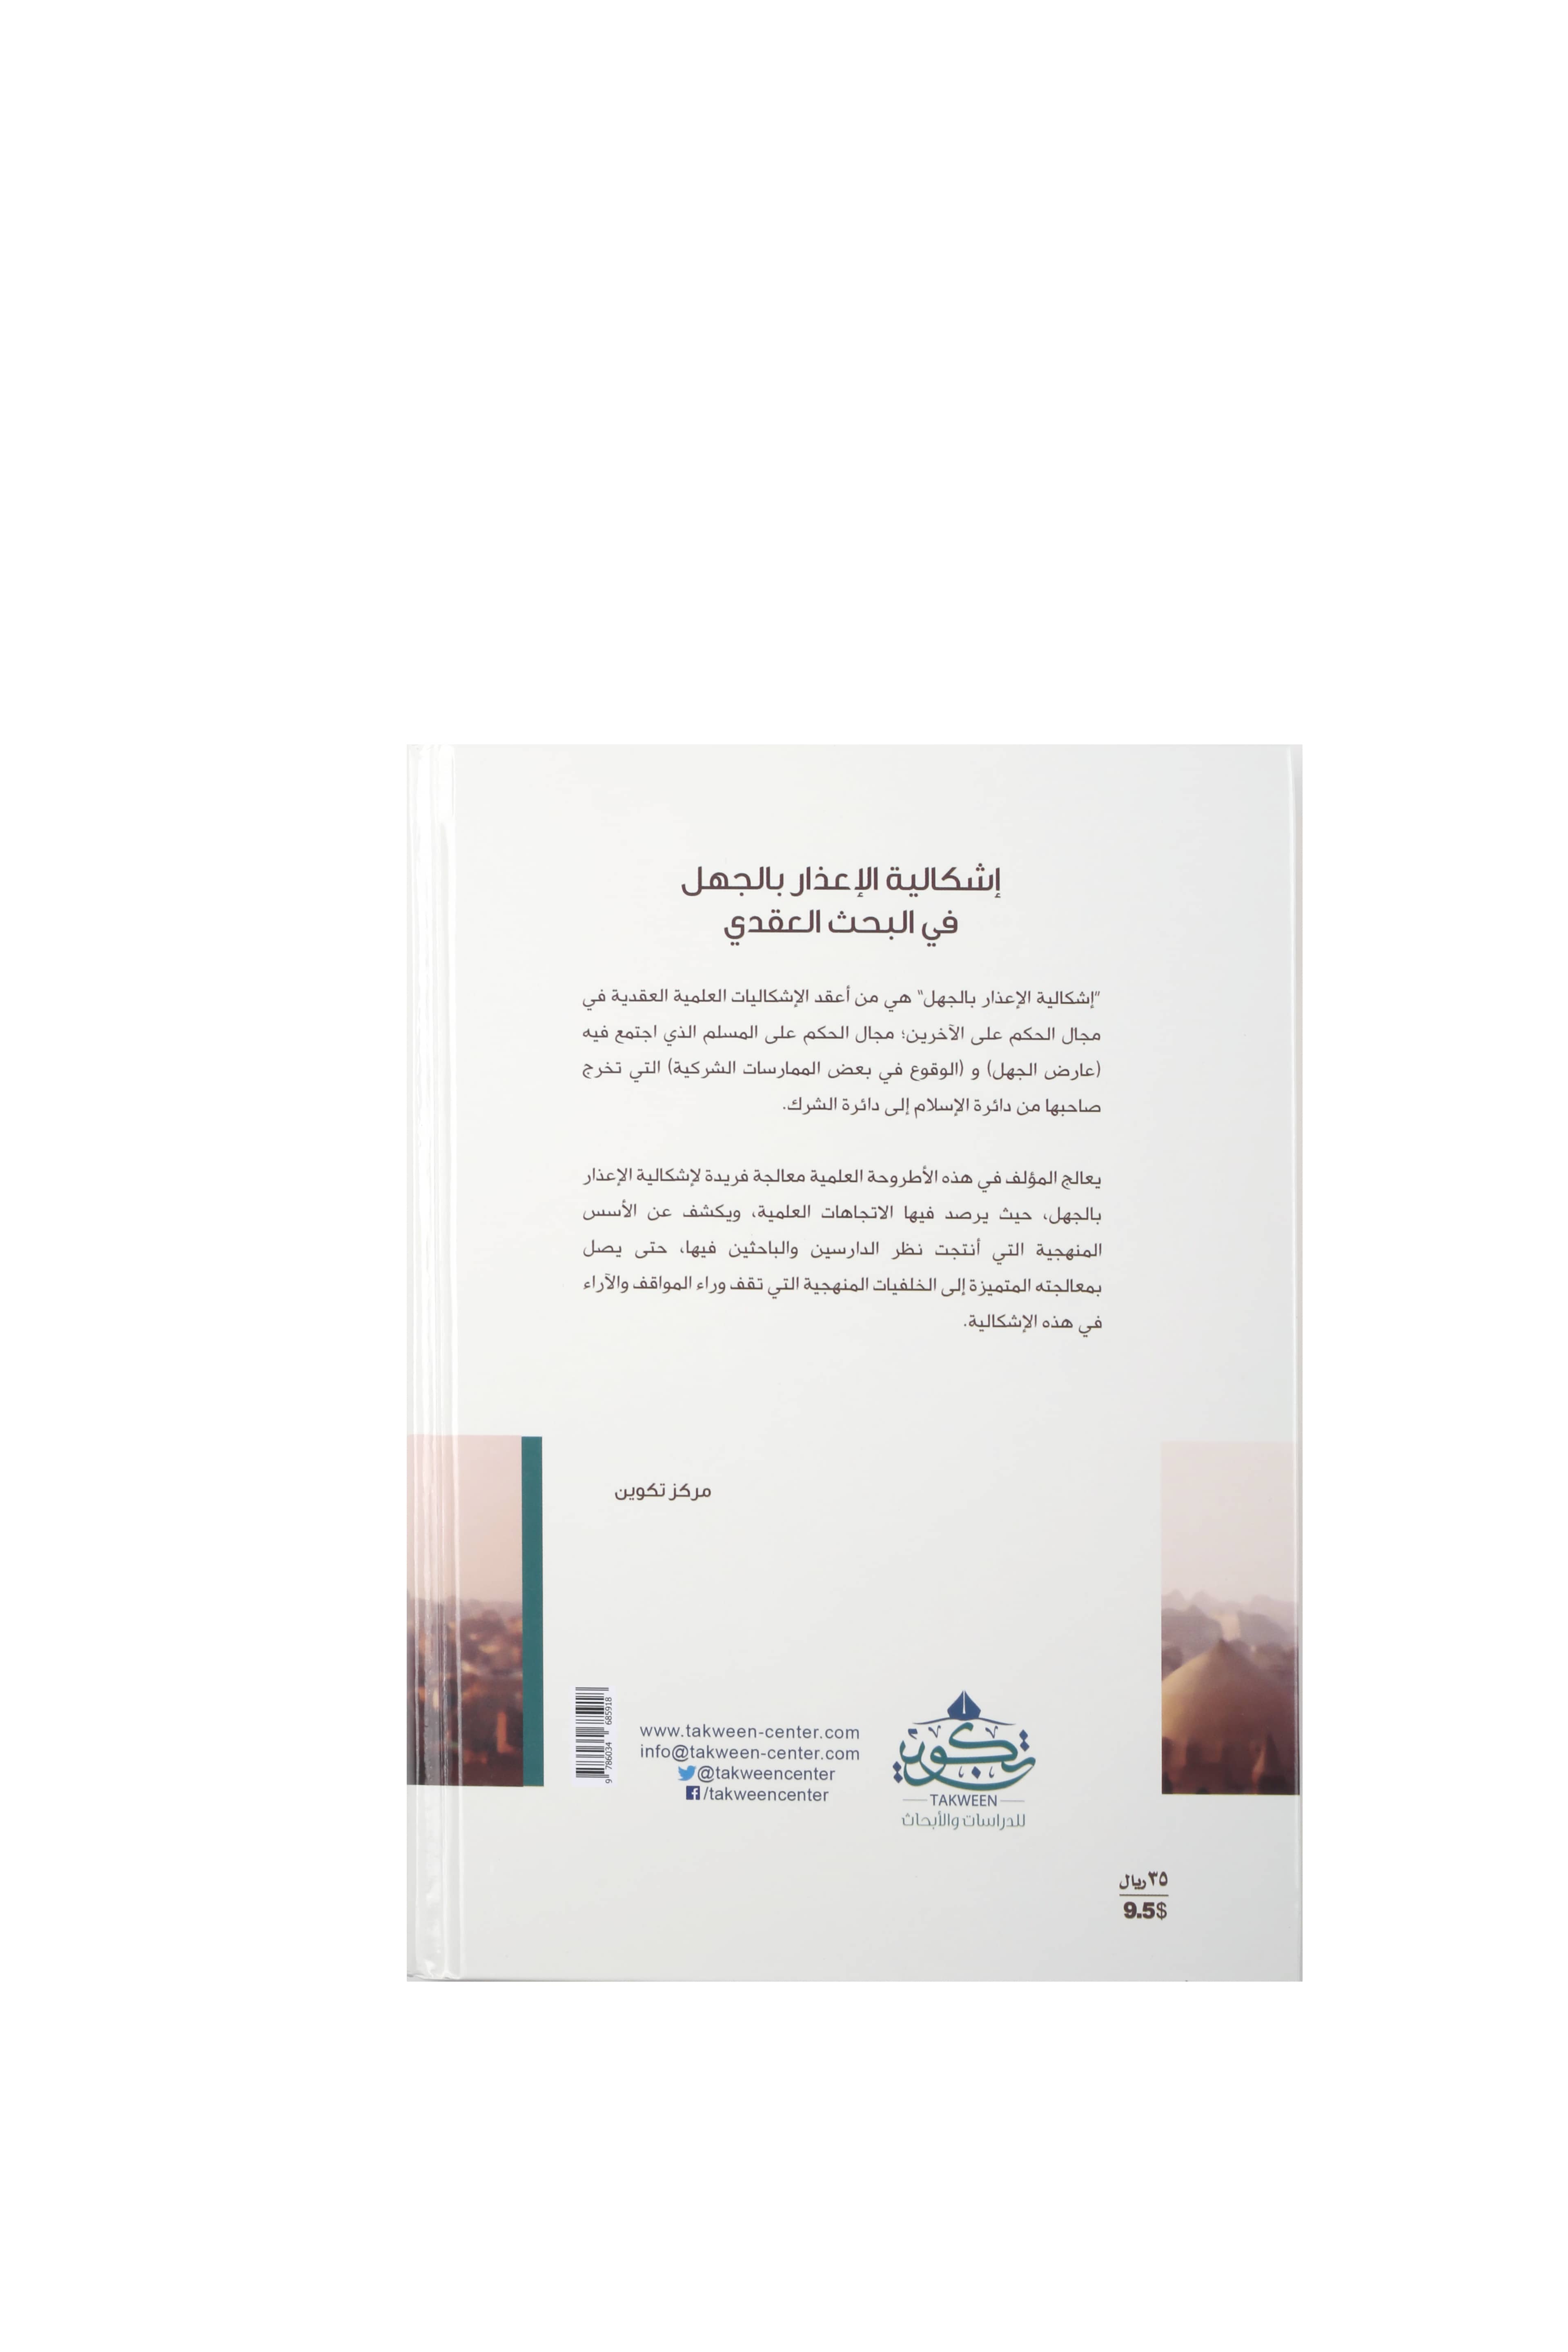 إشكالية الإعذار بالجهل
في البحث العقدي
"إشكالية الإعذار بالجهل" هي من أعقد الإشكاليات العلمية العقدية في
مجال الحكم على الآخرين؛ مجال الحكم على المسلم الذي اجتمع فيه
(عارض الجهل) و (الوقوع في بعض الممارسات الشركية) التي تخرج
صاحبها من دائرة الإسلام إلى دائرة الشرك.
يعالج المؤلف في هذه الأطروحة العلمية معالجة فريدة لإشكالية الإعذار
بالجهل، حيث يرصد فيها الاتجاهات العلمية، ويكشف عن الأسس
المنهجية التي أنتجت نظر الدارسين والباحثين فيها، حتى يصل
بمعالجته المتميزة إلى الخلفيات المنهجية التي تقف وراء المواقف والآراء
في هذه الإشكالية.
مركز تكوين
تكوين
TAKWEEN
للدراسات والأبحاث
www.takween-center.com
info@takween-center.com
@takweencenter
/takweencenter
9 786034 685918
٣٥ ريال
9.5$